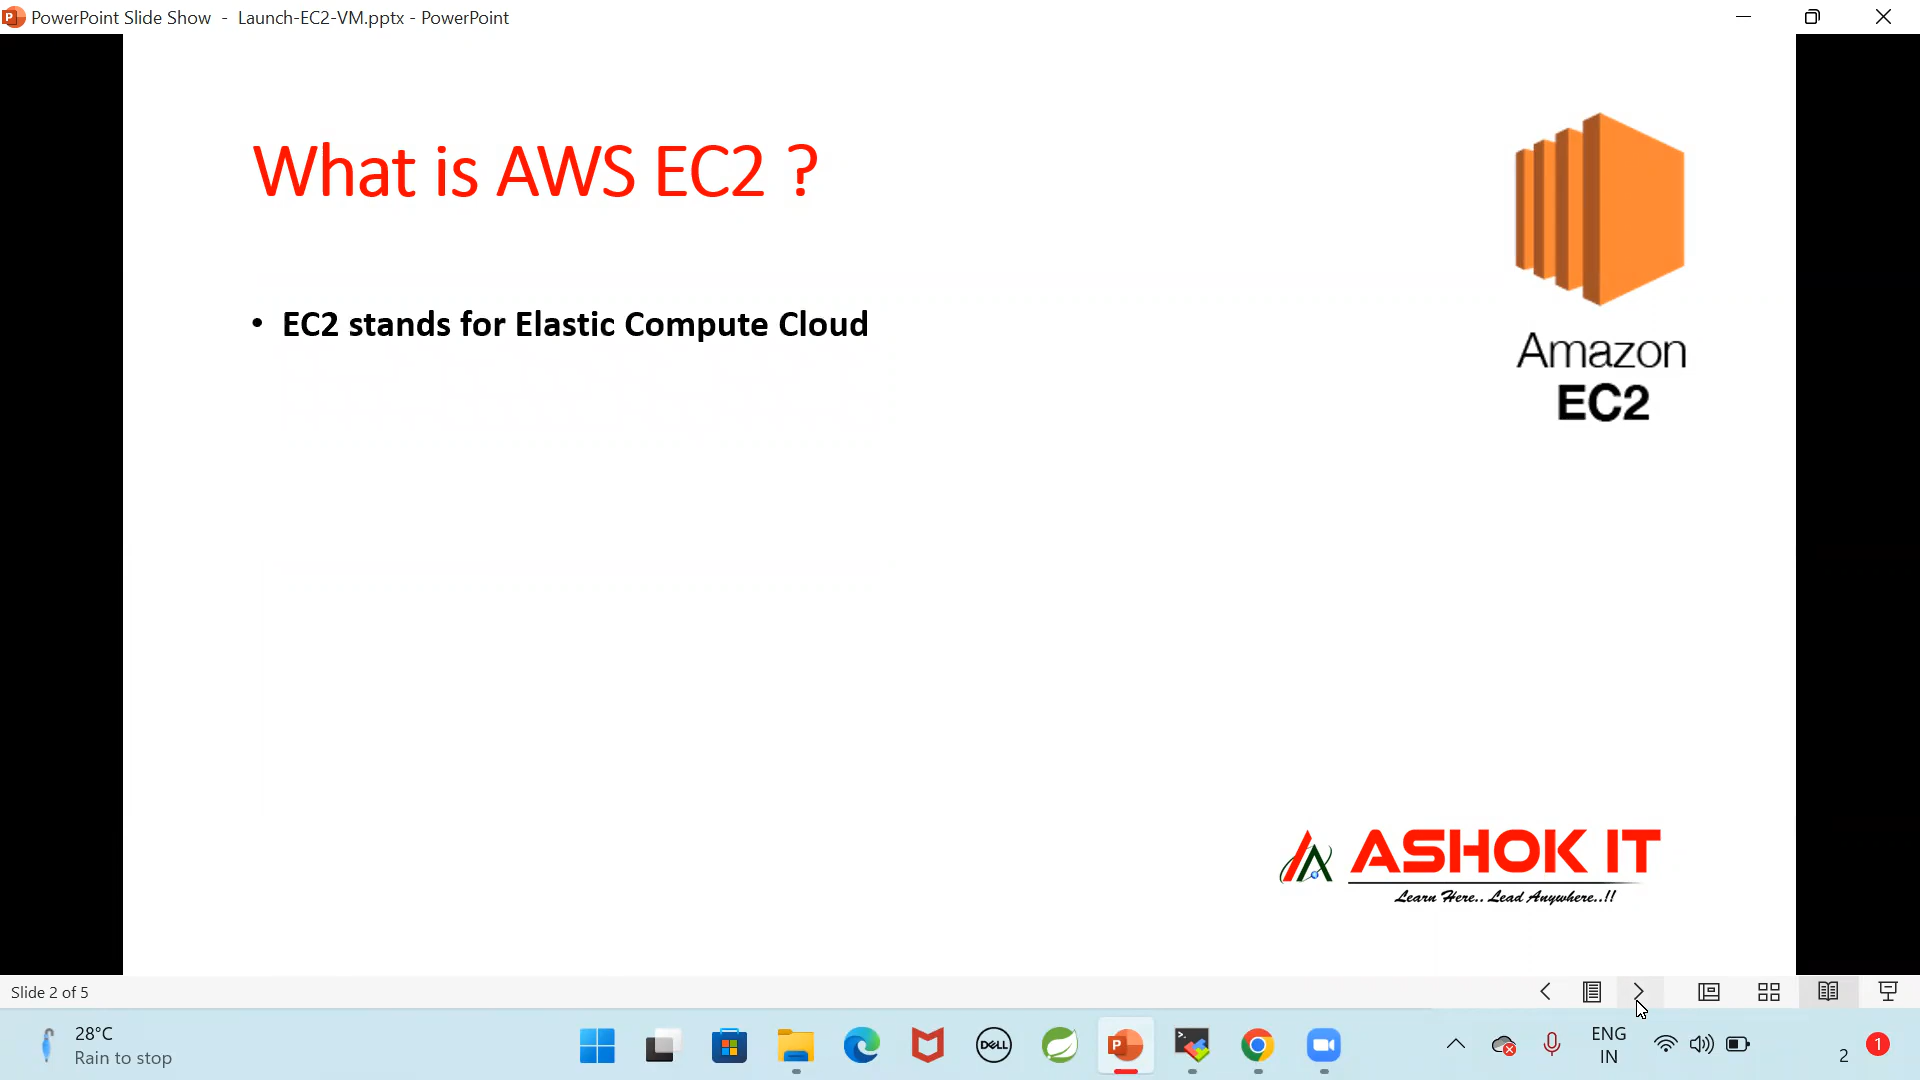 PowerPoint Slide Show - Launch-EC2-VM.pptx - PowerPoint
What is AWS EC2 ?
• EC2 stands for Elastic Compute Cloud
Amazon
EC2
ASHOK IT
Learn Here.. Lead Anywhere..!!
Slide 2 of 5
28°C
Rain to stop
DELL
ENG
IN
2
1